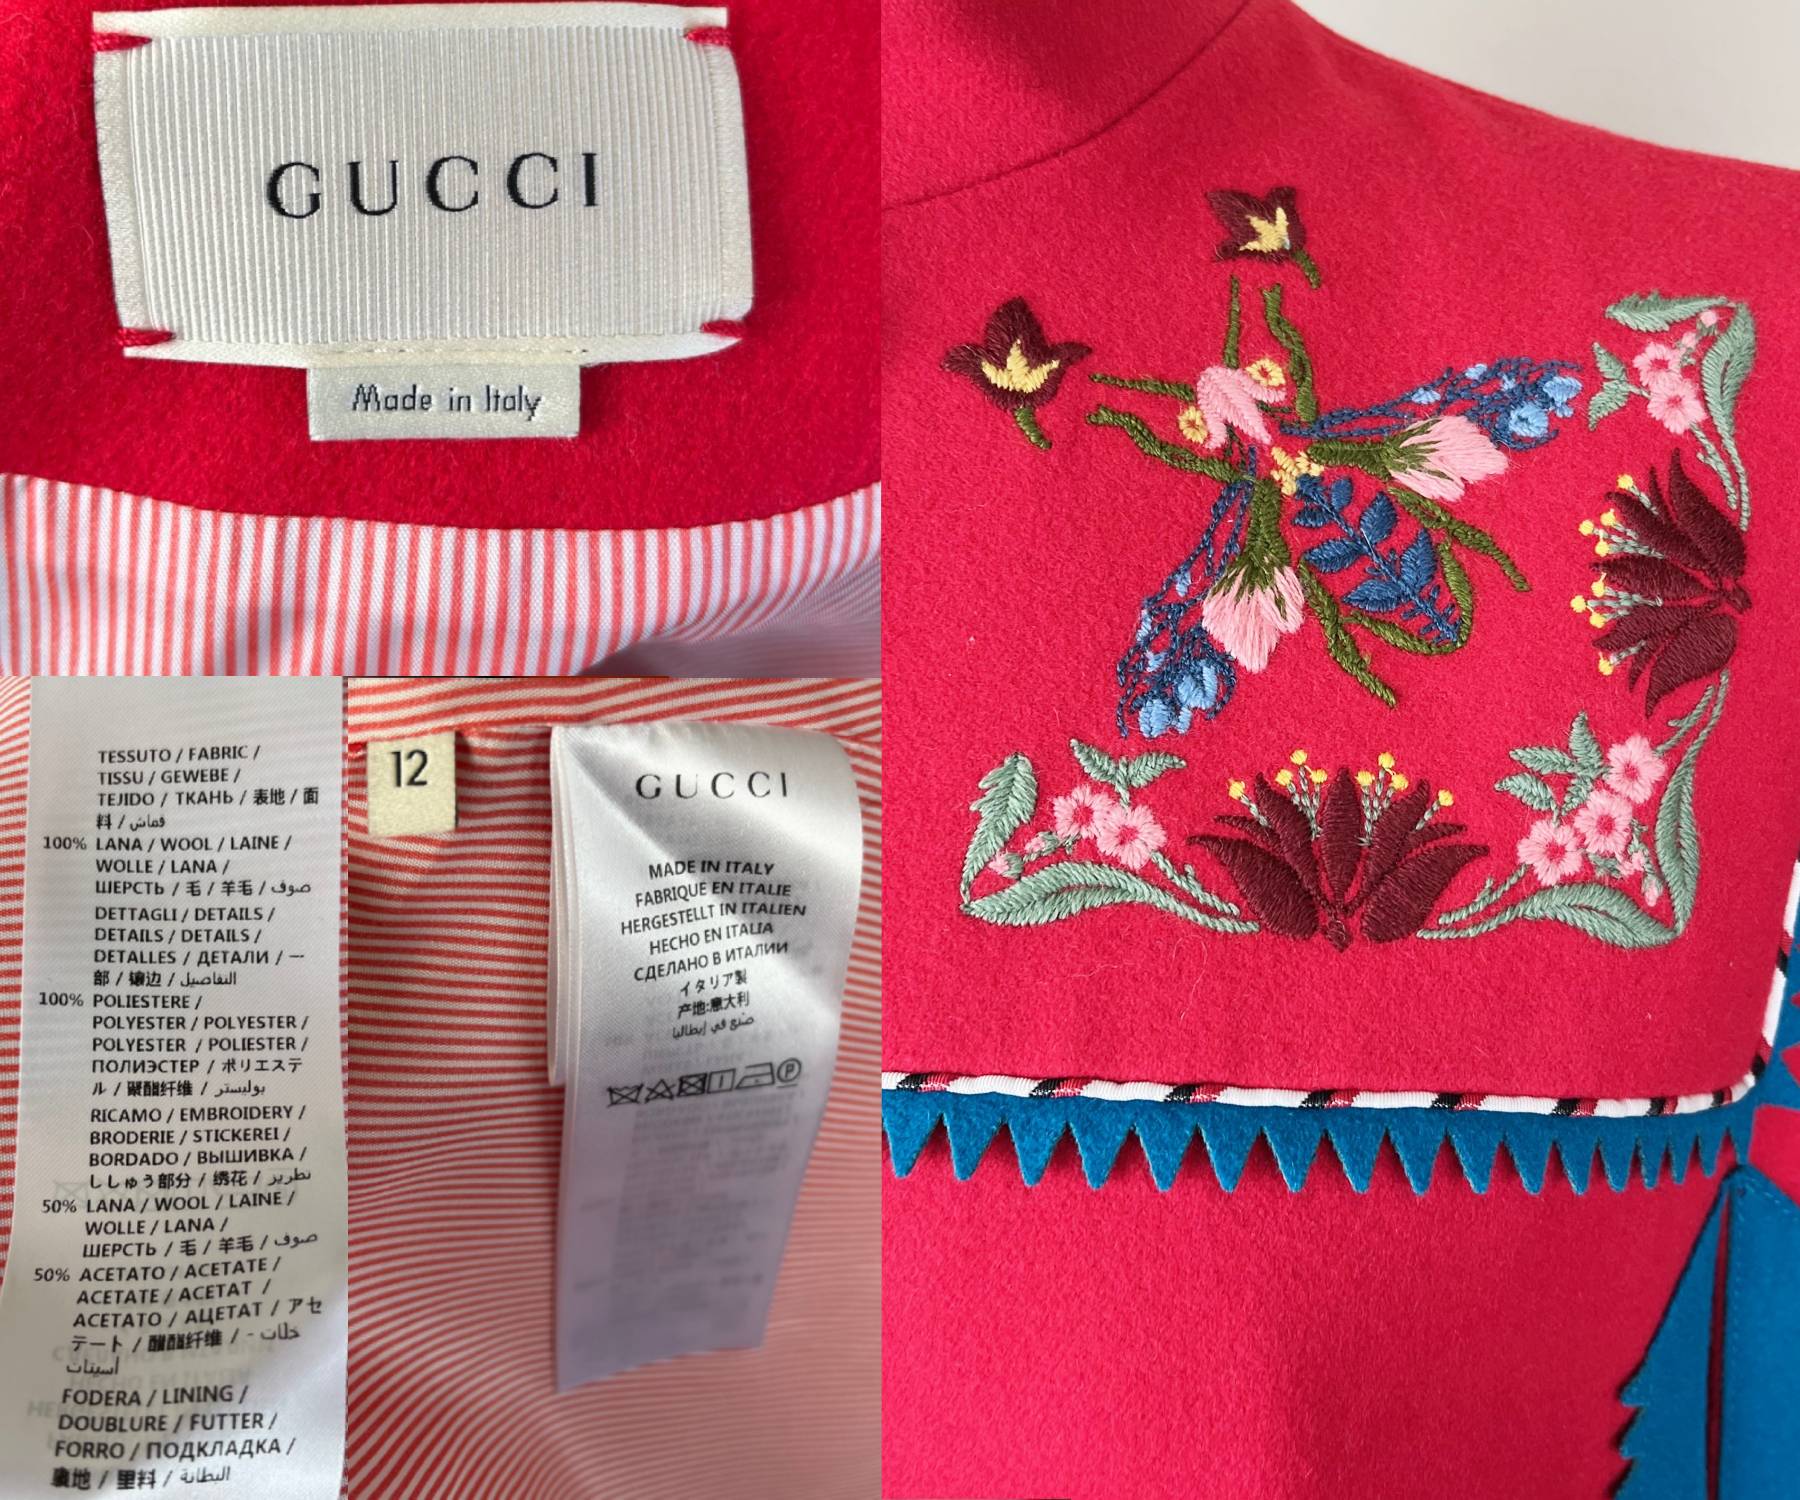 GUCCI
Made in Italy
TESSUTO / FABRIC /
TISSU / GEWEBE /
TEJIDO / ТКАНЬ / 表地 / 面
料 / قماش
100% LANA / WOOL / LAINE /
WOLLE / LANA /
ШЕРСТЬ / 毛 / 羊毛 / صوف
DETTAGLI / DETAILS /
DETAILS / DETAILS /
DETALLES / ДЕТАЛИ / 一
部 / 镶边 / التفاصيل
100% POLIESTERE /
POLYESTER / POLYESTER /
POLYESTER / POLIESTER /
ПОЛИЭСТЕР / ポリエステ
ル / 聚酯纤维 / بوليستر
RICAMO / EMBROIDERY /
BRODERIE / STICKEREI /
BORDADO / ВЫШИВКА /
ししゅう部分 / 绣花 / تطريز
50% LANA / WOOL / LAINE /
WOLLE / LANA /
ШЕРСТЬ / 毛 / 羊毛 / صوف
50% ACETATO / ACETATE /
ACETATE / ACETAT /
ACETATO / АЦЕТАТ / アセ
テート / 醋酯纤维 / - خلات
أسيتات
FODERA / LINING /
DOUBLURE / FUTTER /
FORRO / ПОДКЛАДКА /
裏地 / 里料 / البطانة
12
GUCCI
MADE IN ITALY
FABRIQUE EN ITALIE
HERGESTELLT IN ITALIEN
HECHO EN ITALIA
СДЕЛАНО В ИТАЛИИ
イタリア製
产地:意大利
صنع في إيطاليا
P